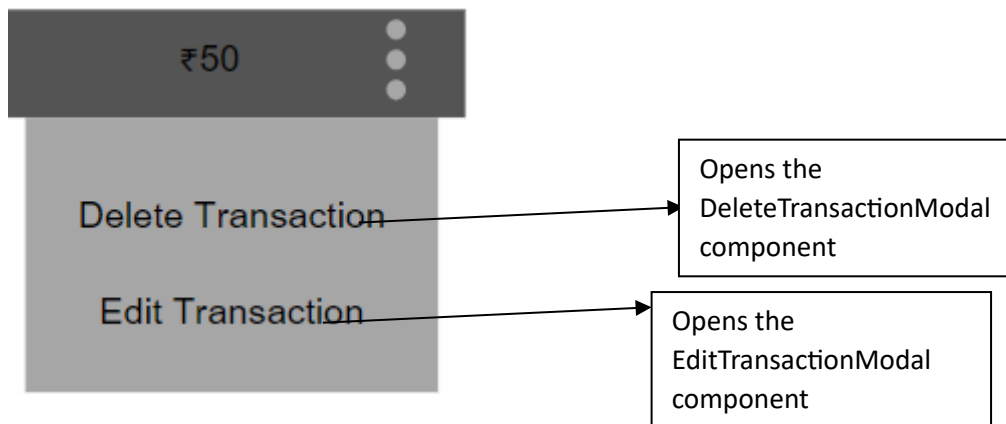 ₹50
Delete Transaction
Opens the
DeleteTransactionModal
component
Edit Transaction
Opens the
EditTransactionModal
component